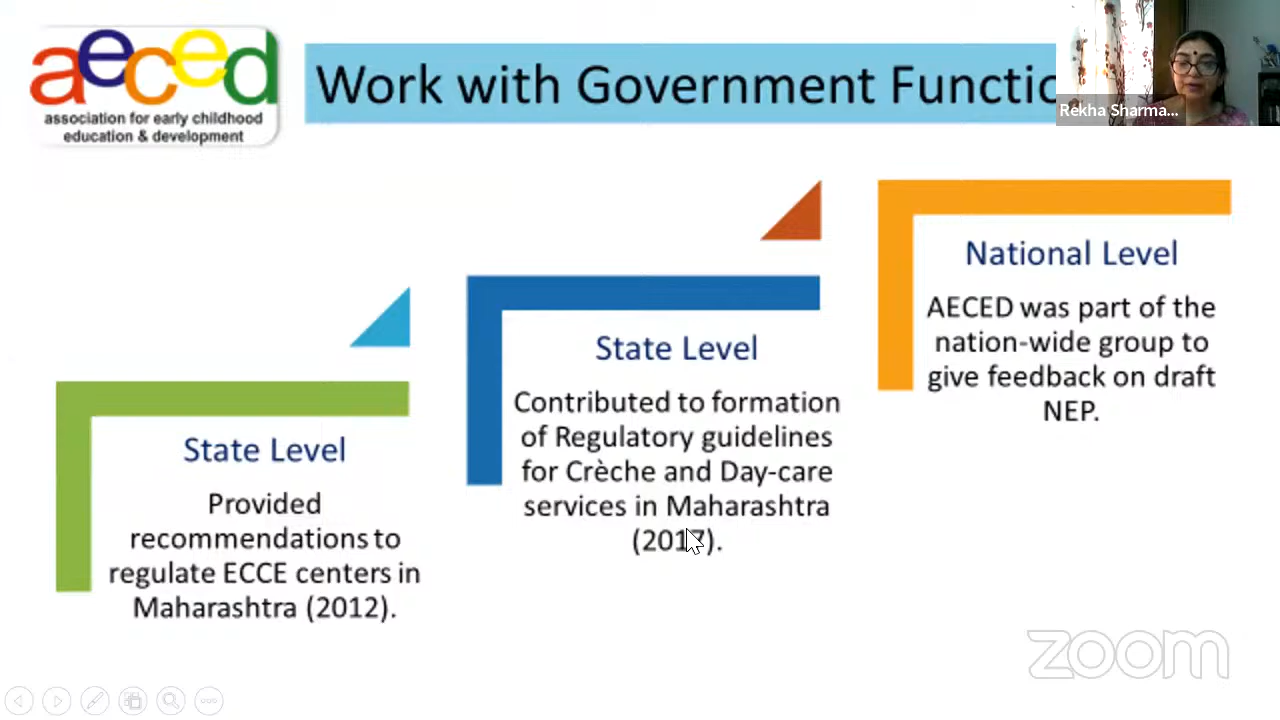 aeced
association for early childhood
education & development
Work with Government Functio
Rekha Sharma...
State Level
Provided
recommendations to
regulate ECCE centers in
Maharashtra (2012).
State Level
Contributed to formation
of Regulatory guidelines
for Crèche and Day-care
services in Maharashtra
(2017).
National Level
AECED was part of the
nation-wide group to
give feedback on draft
NEP.
zoom